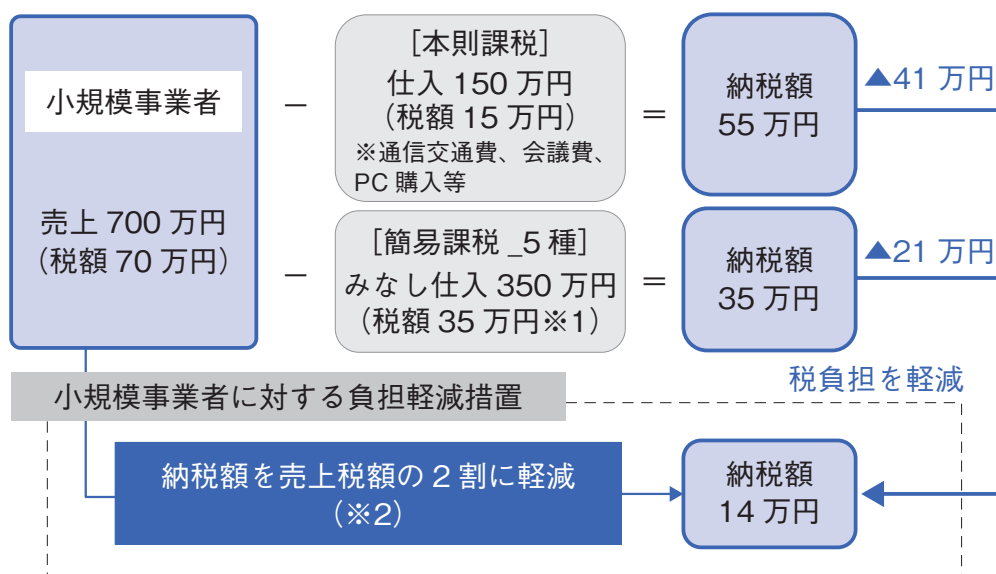 小規模事業者
売上 700 万円
（税額 70 万円）
－
[本則課税]
仕入 150 万円
（税額 15 万円）
※通信交通費、会議費、
PC 購入等
＝
納税額
55 万円
▲41 万円
－
[簡易課税 _5 種]
みなし仕入 350 万円
（税額 35 万円※1）
＝
納税額
35 万円
▲21 万円
税負担を軽減
小規模事業者に対する負担軽減措置
納税額を売上税額の 2 割に軽減
（※2）
納税額
14 万円